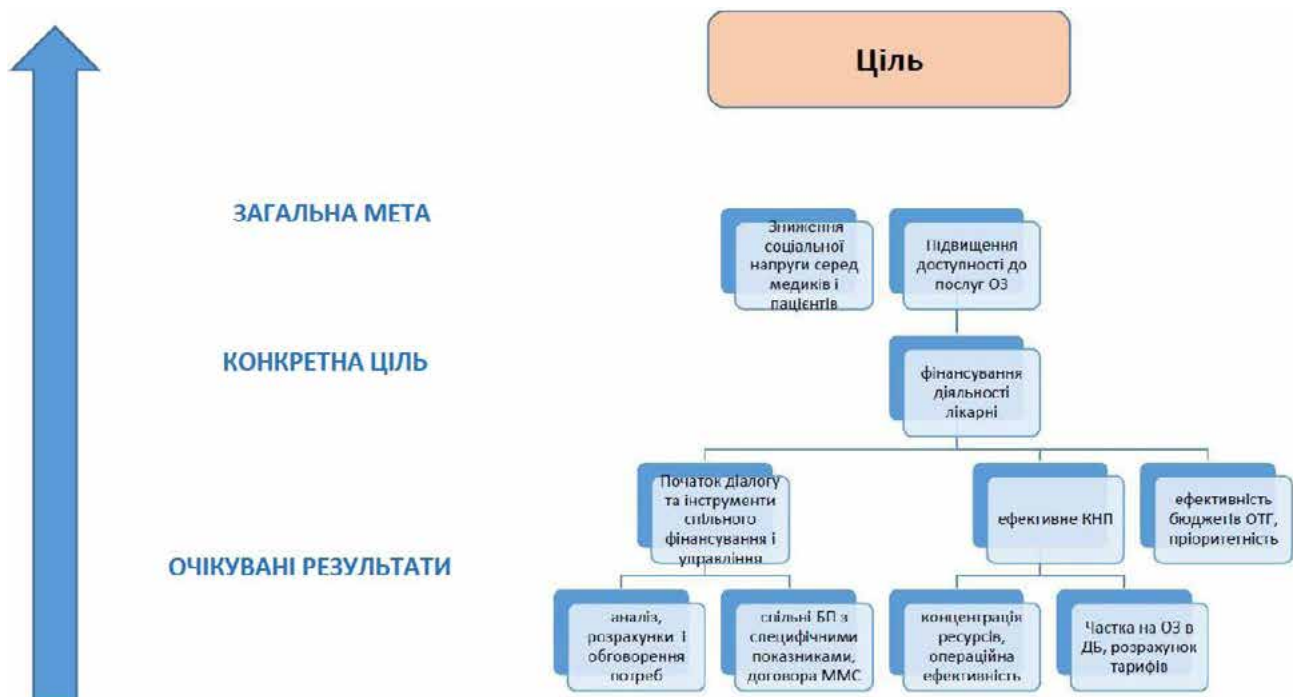 Ціль
ЗАГАЛЬНА МЕТА
Зниження
соціальної
напруги серед
медиків і
пацієнтів
Підвищення
доступності до
послуг ОЗ
КОНКРЕТНА ЦІЛЬ
фінансування
діяльності
лікарні
ОЧІКУВАНІ РЕЗУЛЬТАТИ
Початок діалогу
та інструменти
спільного
фінансування і
управління
ефективне КНП
ефективність
бюджетів ОТГ,
пріоритетність
аналіз,
розрахунки і
обговорення
потреб
спільні БП з
специфічними
показниками,
договора ММС
концентрація
ресурсів,
операційна
ефективність
Частка на ОЗ в
ДБ, розрахунок
тарифів